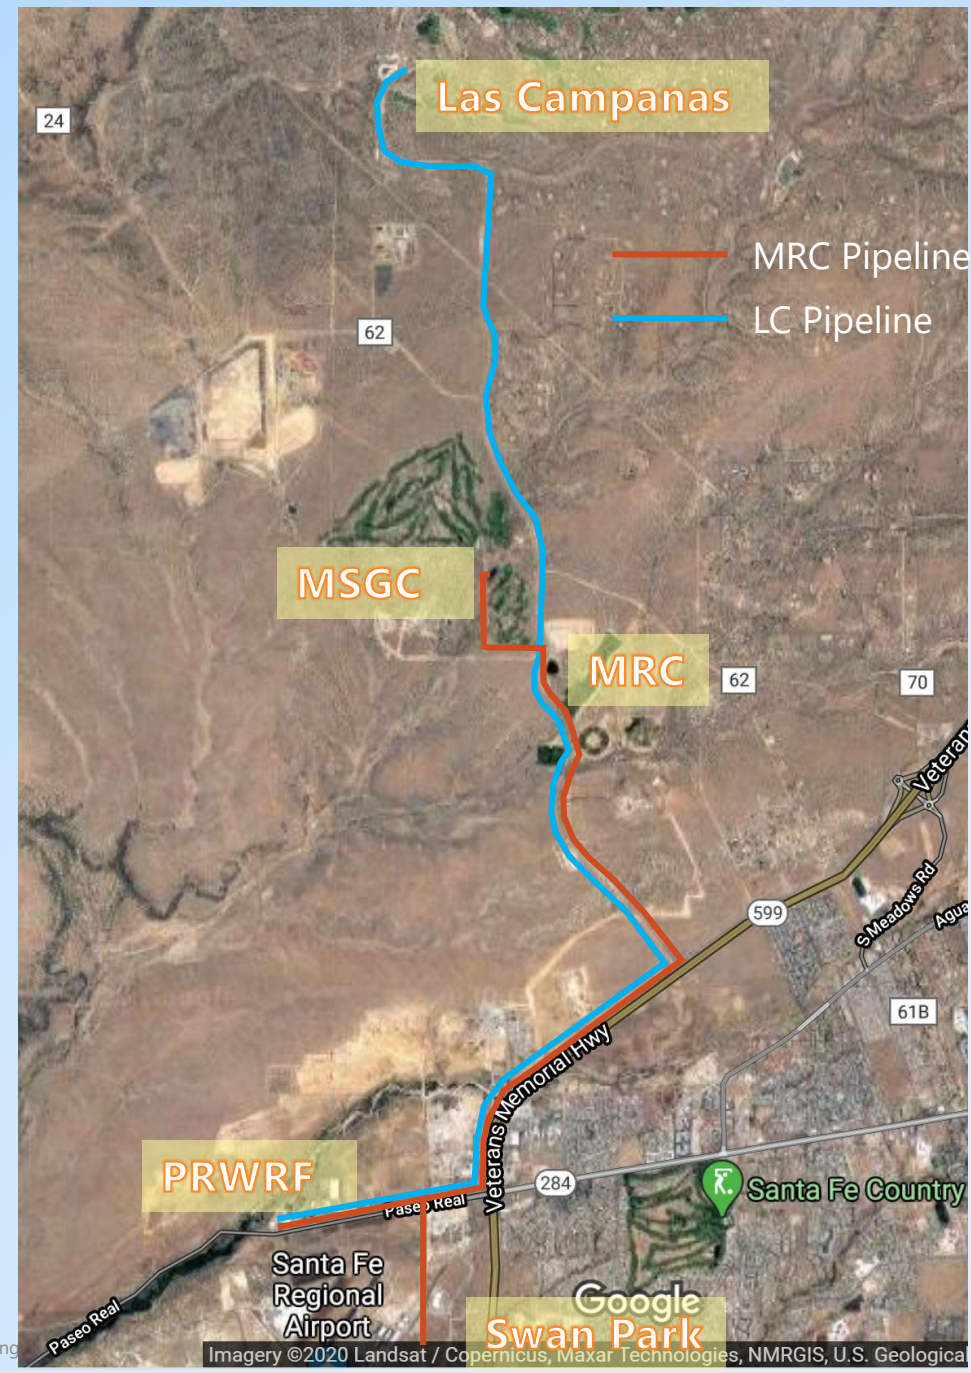 Las Campanas
24
MRC Pipeline
LC Pipeline
62
MSGC
MRC
62
70
Veteran
599
S Meadows Rd
Agua
61B
Veterans Memorial Hwy
PRWRF
284
Paseo Real
Santa Fe Country
Santa Fe
Regional
Airport
Google
Paseo Real
Swan Park
ng
Imagery ©2020 Landsat / Copernicus, Maxar Technologies, NMRGIS, U.S. Geological